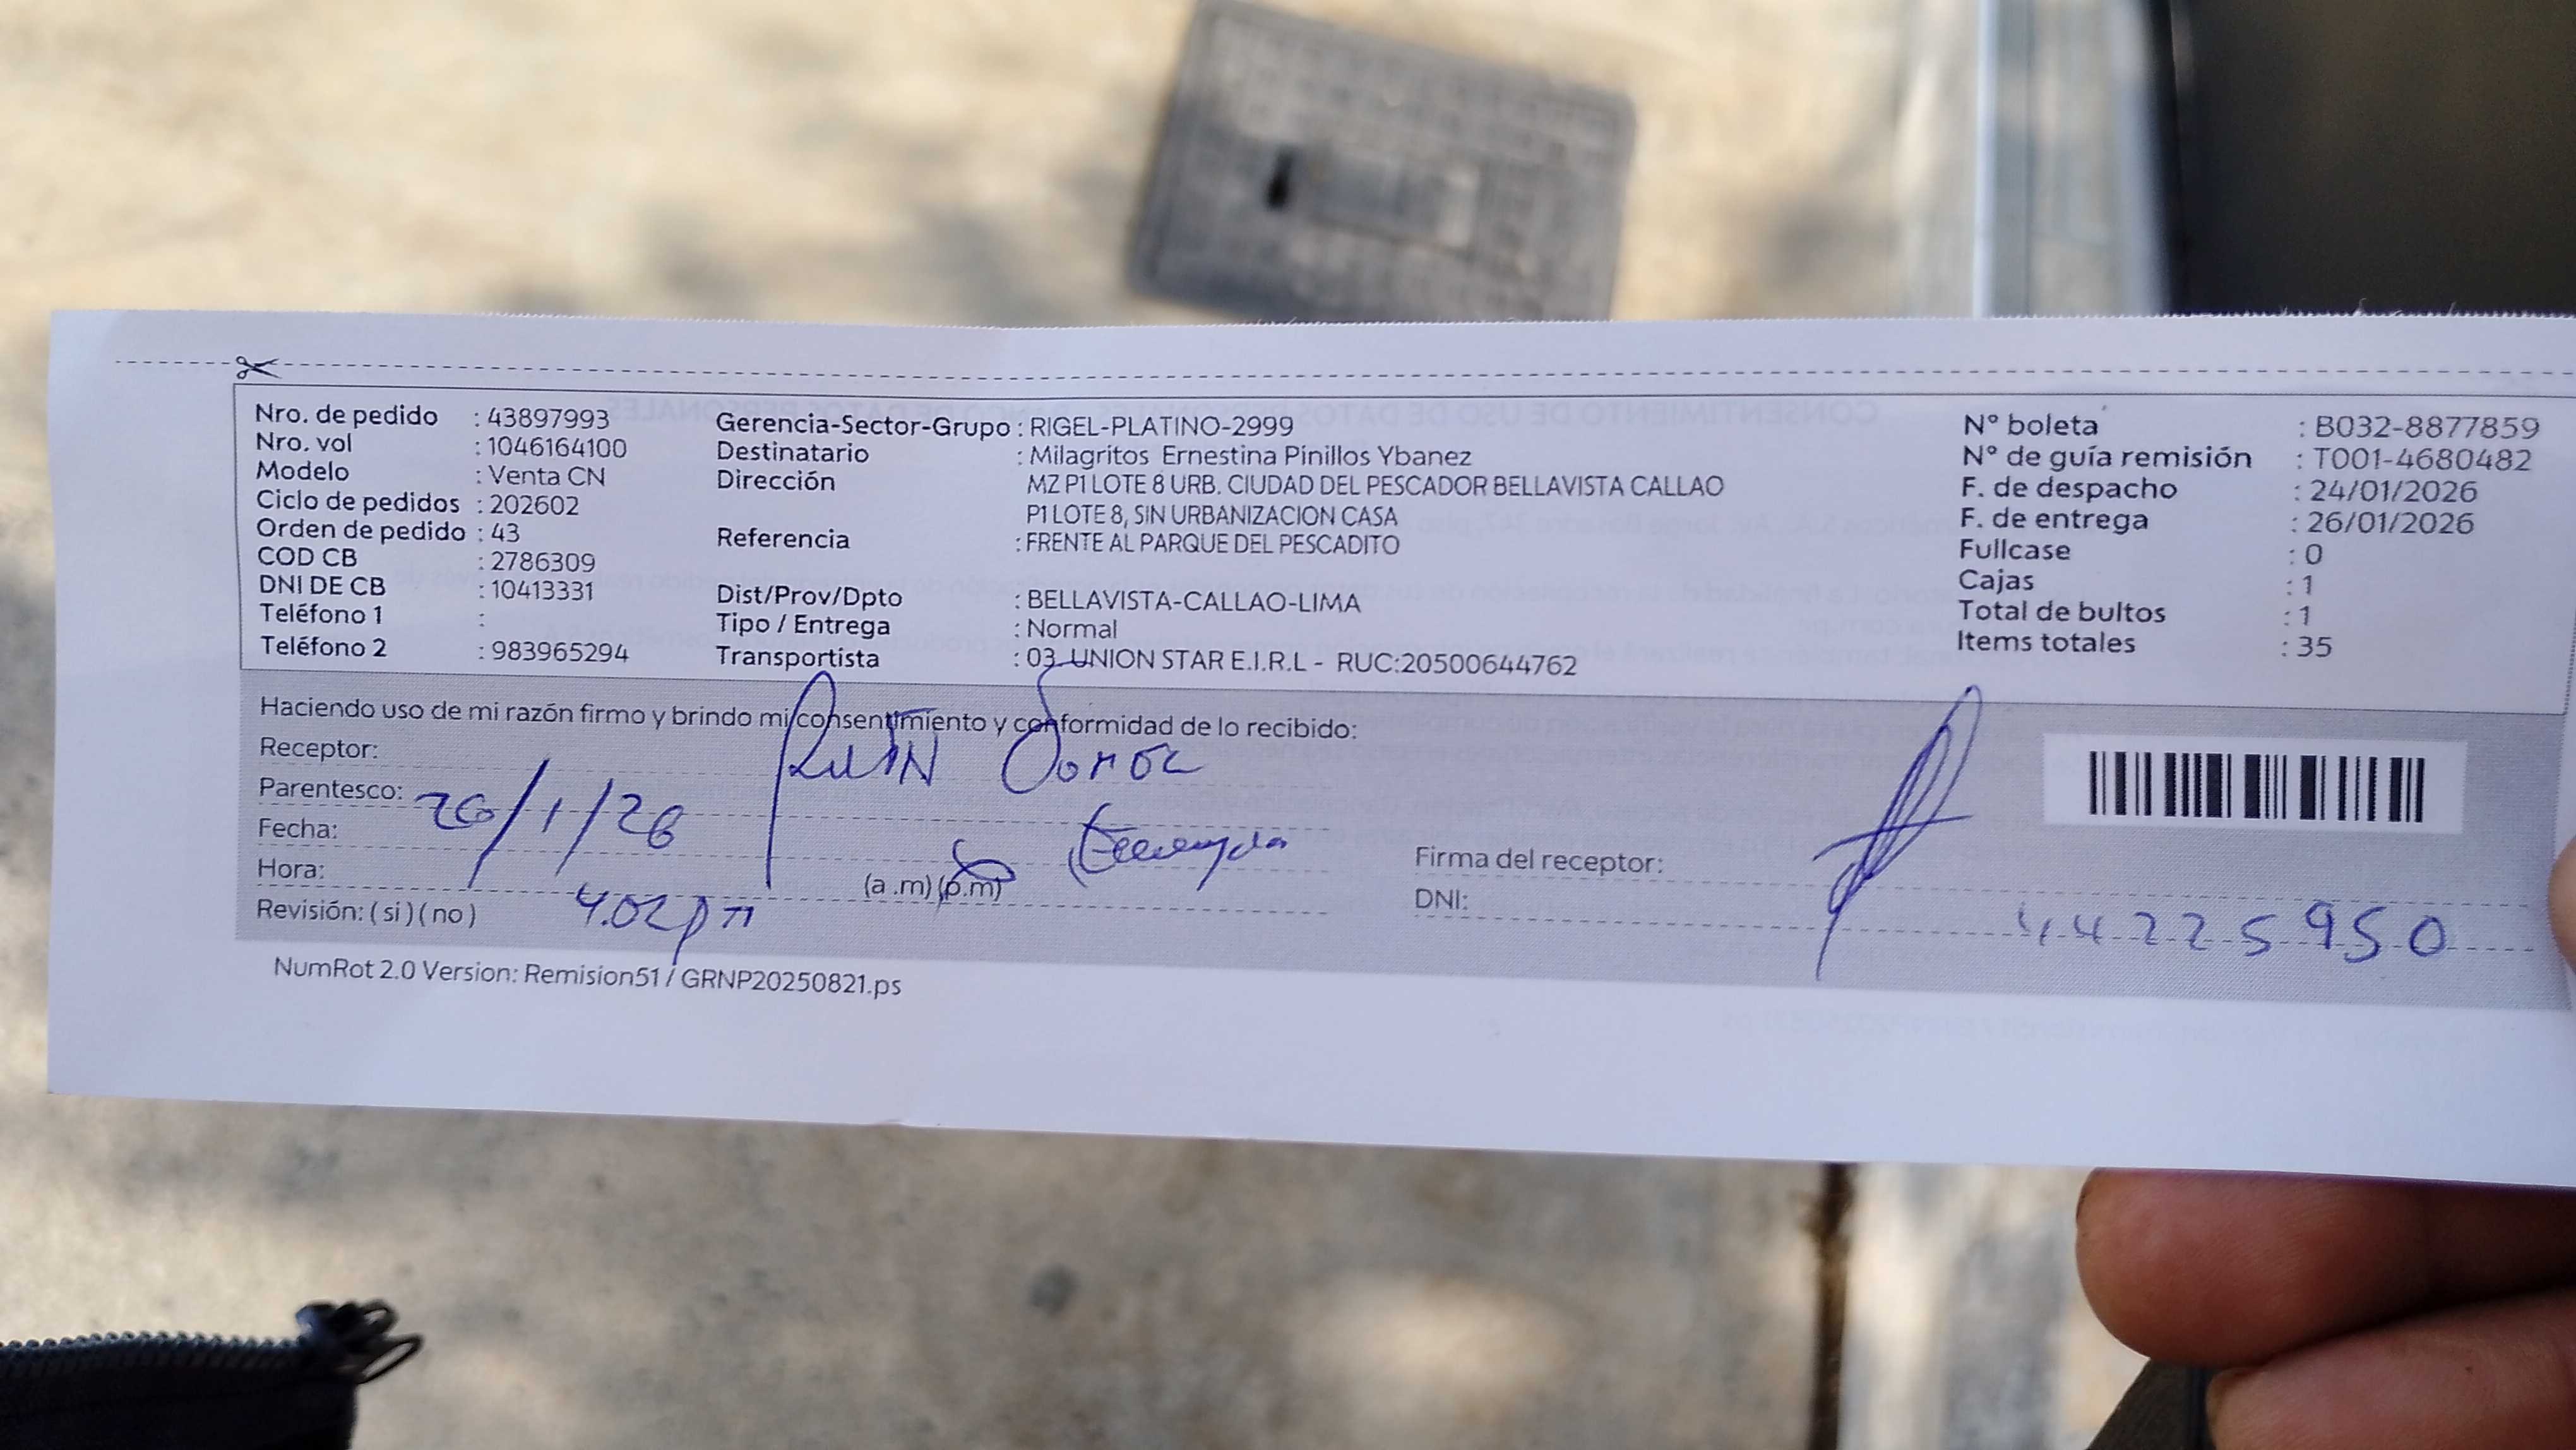 Nro. de pedido : 43897993
Nro. vol : 1046164100
Modelo : Venta CN
Ciclo de pedidos : 202602
Orden de pedido : 43
COD CB : 2786309
DNI DE CB : 10413331
Teléfono 1 :
Teléfono 2 : 983965294
Gerencia-Sector-Grupo : RIGEL-PLATINO-2999
Destinatario : Milagritos Ernestina Pinillos Ybanez
Dirección MZ P1 LOTE 8 URB. CIUDAD DEL PESCADOR BELLAVISTA CALLAO
P1 LOTE 8, SIN URBANIZACION CASA
Referencia : FRENTE AL PARQUE DEL PESCADITO
Dist/Prov/Dpto : BELLAVISTA-CALLAO-LIMA
Tipo / Entrega : Normal
Transportista : 03 UNION STAR E.I.R.L - RUC:20500644762
N° boleta : B032-8877859
N° de guía remisión : T001-4680482
F. de despacho : 24/01/2026
F. de entrega : 26/01/2026
Fullcase : 0
Cajas : 1
Total de bultos : 1
Items totales : 35
Haciendo uso de mi razón firmo y brindo mi consentimiento y conformidad de lo recibido:
Receptor:
Parentesco:
Fecha: 26/1/26
Hora: 4.02 pm (a .m) (p.m)
Revisión: ( si ) ( no )
Firma del receptor:
DNI: 44225950
NumRot 2.0 Version: Remision51 / GRNP20250821.ps